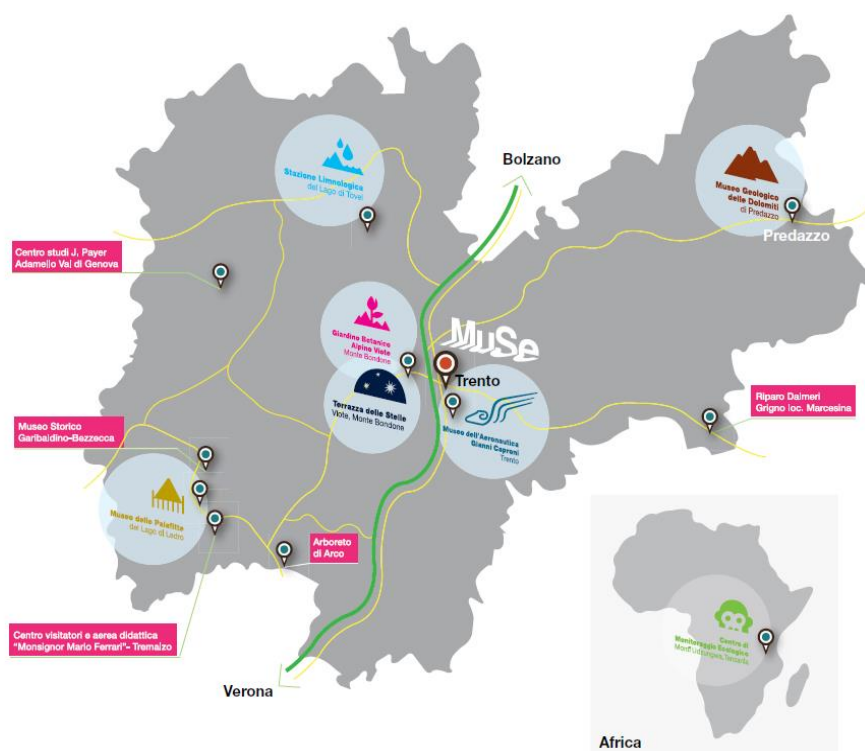 Bolzano
Stazione Limnologica
del Lago di Tovel
Museo Geologico
delle Dolomiti
di Predazzo
Predazzo
Centro studi J. Payer
Adamello Val di Genova
Giardino Botanico
Alpino Viote
Monte Bondone
MuSe
Trento
Terrazza delle Stelle
Viote, Monte Bondone
Museo dell'Aeronautica
Gianni Caproni
Trento
Riparo Dalmeri
Grigno loc. Marcesina
Museo Storico
Garibaldino-Bezzecca
Museo delle Palafitte
del Lago di Ledro
Arboreto
di Arco
Centro visitatori e aerea didattica
"Monsignor Mario Ferrari"- Tremalzo
Verona
Centro di
Monitoraggio Ecologico
Monti Udzungwa, Tanzania
Africa